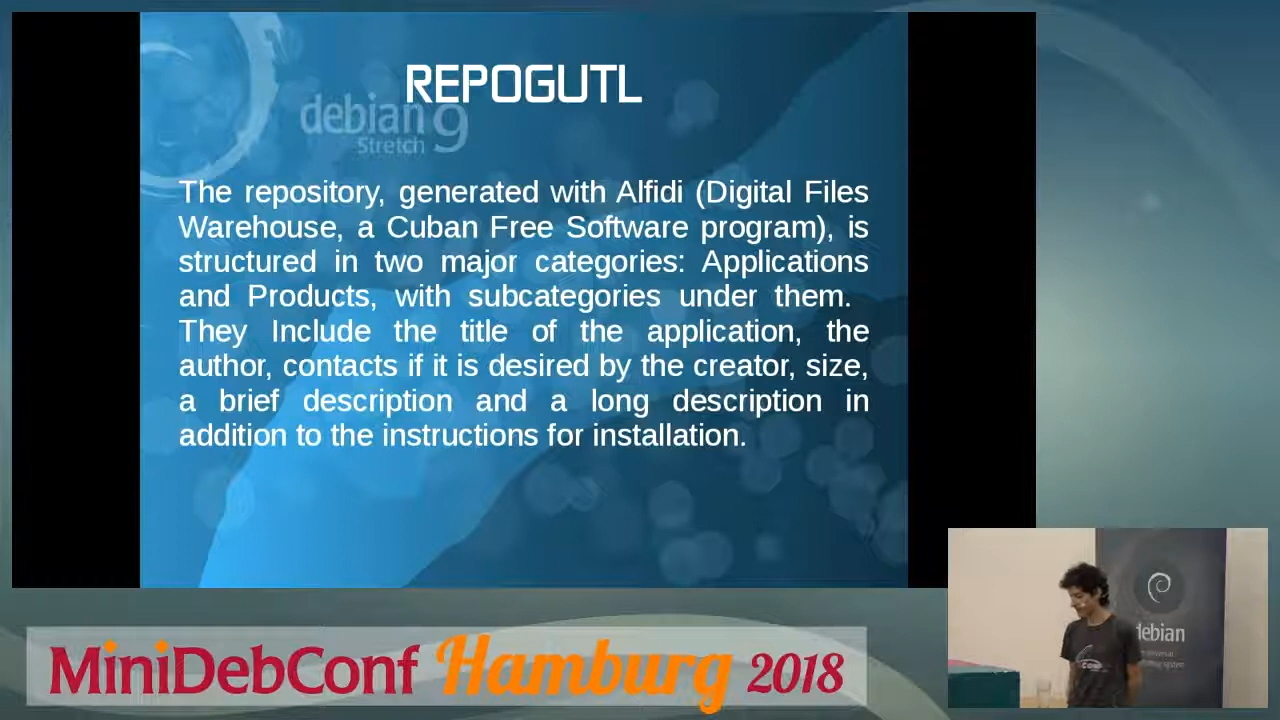 REPOGUTL
debian 9
Stretch
The repository, generated with Alfidi (Digital Files
Warehouse, a Cuban Free Software program), is
structured in two major categories: Applications
and Products, with subcategories under them.
They Include the title of the application, the
author, contacts if it is desired by the creator, size,
a brief description and a long description in
addition to the instructions for installation.
debian
MiniDebConf Hamburg 2018